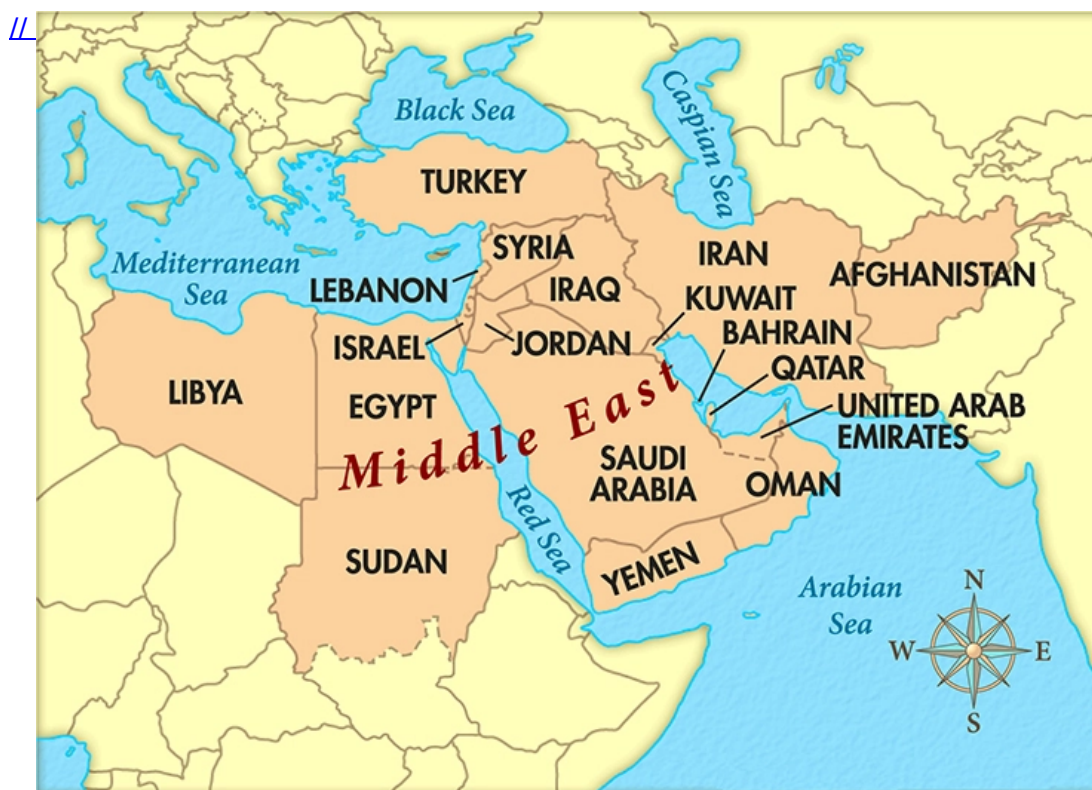 //
Black Sea
Caspian Sea
TURKEY
Mediterranean
Sea
SYRIA
IRAN
AFGHANISTAN
LEBANON
IRAQ
KUWAIT
BAHRAIN
ISRAEL
JORDAN
QATAR
LIBYA
EGYPT
UNITED ARAB
EMIRATES
Middle East
SAUDI
ARABIA
OMAN
Red Sea
SUDAN
YEMEN
Arabian
Sea
N
W
E
S